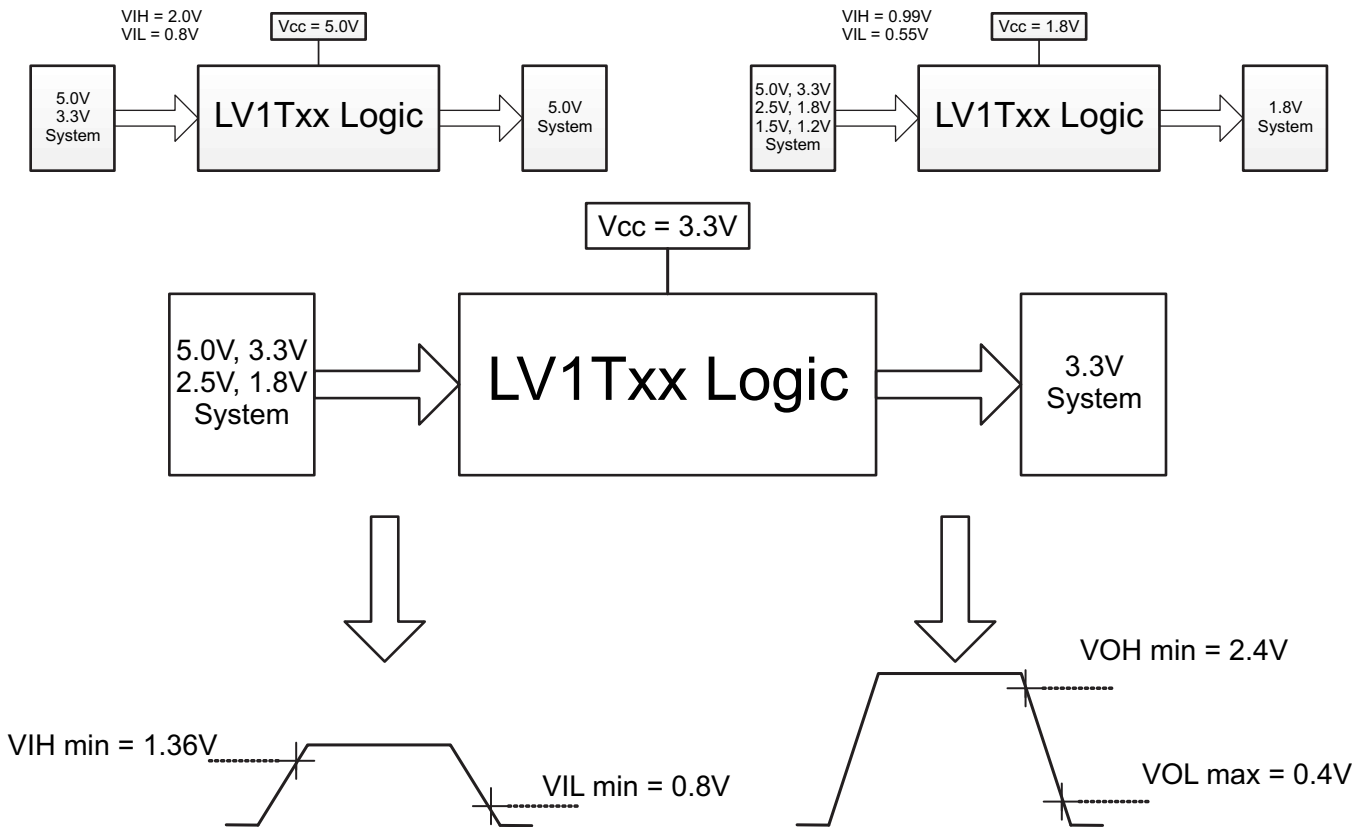 VIH = 2.0V
VIL = 0.8V
Vcc = 5.0V
5.0V
3.3V
System
LV1Txx Logic
5.0V
System
VIH = 0.99V
VIL = 0.55V
Vcc = 1.8V
5.0V, 3.3V
2.5V, 1.8V
1.5V, 1.2V
System
LV1Txx Logic
1.8V
System
Vcc = 3.3V
5.0V, 3.3V
2.5V, 1.8V
System
LV1Txx Logic
3.3V
System
VIH min = 1.36V
VIL min = 0.8V
VOH min = 2.4V
VOL max = 0.4V